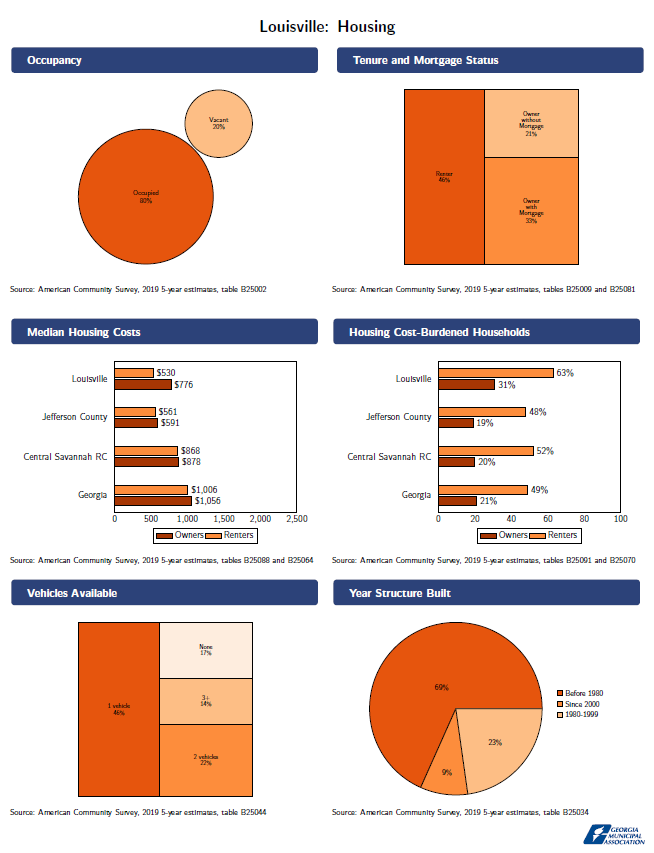 Louisville: Housing
Occupancy
Vacant
20%
Occupied
80%
Source: American Community Survey, 2019 5-year estimates, table B25002
Tenure and Mortgage Status
Owner
without
Mortgage
21%
Renter
46%
Owner
with
Mortgage
33%
Source: American Community Survey, 2019 5-year estimates, tables B25009 and B25081
Median Housing Costs
Louisville
$530
$776
Jefferson County
$561
$591
Central Savannah RC
$868
$878
Georgia
$1,006
$1,056
0 500 1,000 1,500 2,000 2,500
Owners Renters
Source: American Community Survey, 2019 5-year estimates, tables B25088 and B25064
Housing Cost-Burdened Households
Louisville
63%
31%
Jefferson County
48%
19%
Central Savannah RC
52%
20%
Georgia
49%
21%
0 20 40 60 80 100
Owners Renters
Source: American Community Survey, 2019 5-year estimates, tables B25091 and B25070
Vehicles Available
None
17%
3+
14%
1 vehicle
46%
2 vehicles
22%
Source: American Community Survey, 2019 5-year estimates, table B25044
Year Structure Built
69%
9%
23%
Before 1980
Since 2000
1980-1999
Source: American Community Survey, 2019 5-year estimates, table B25034
GEORGIA
MUNICIPAL
ASSOCIATION